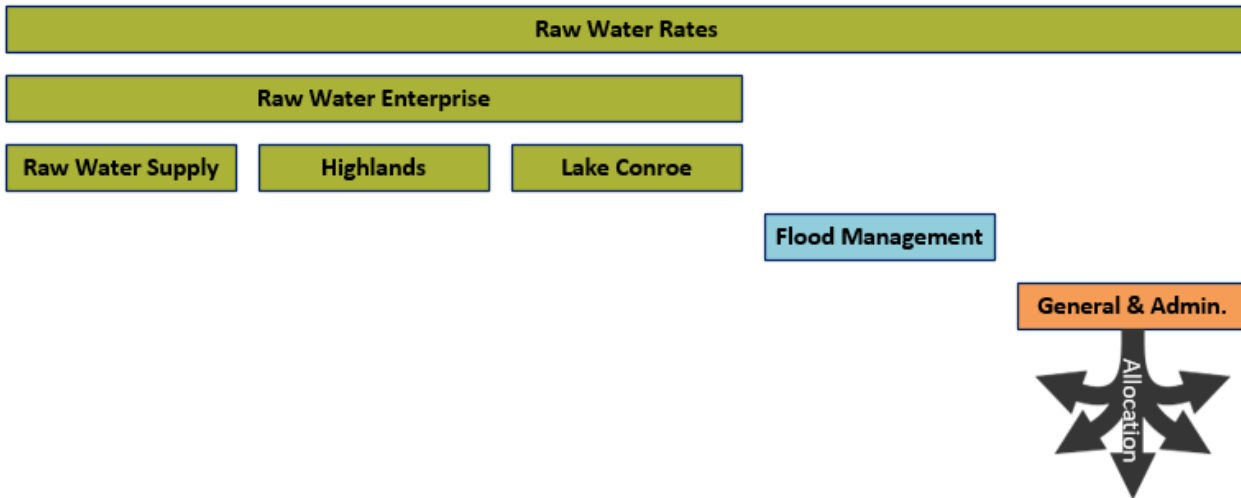 Raw Water Rates
Raw Water Enterprise
Raw Water Supply
Highlands
Lake Conroe
Flood Management
General & Admin.
Allocation